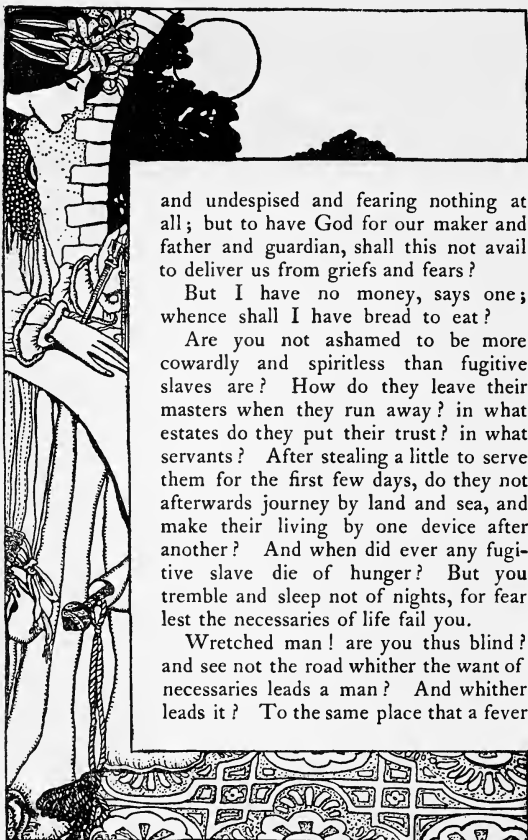 and undespised and fearing nothing at
all; but to have God for our maker and
father and guardian, shall this not avail
to deliver us from griefs and fears?
But I have no money, says one;
whence shall I have bread to eat?
Are you not ashamed to be more
cowardly and spiritless than fugitive
slaves are? How do they leave their
masters when they run away? in what
estates do they put their trust? in what
servants? After stealing a little to serve
them for the first few days, do they not
afterwards journey by land and sea, and
make their living by one device after
another? And when did ever any fugi-
tive slave die of hunger? But you
tremble and sleep not of nights, for fear
lest the necessaries of life fail you.
Wretched man! are you thus blind?
and see not the road whither the want of
necessaries leads a man? And whither
leads it? To the same place that a fever